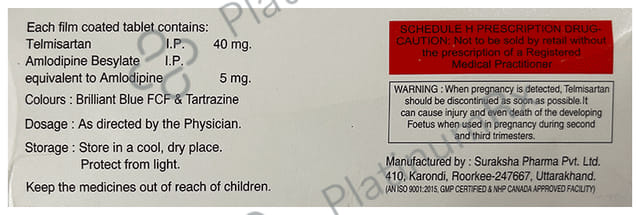 Each film coated tablet contains:
Telmisartan I.P. 40 mg.
Amlodipine Besylate I.P.
equivalent to Amlodipine 5 mg.
Colours : Brilliant Blue FCF & Tartrazine
Dosage : As directed by the Physician.
Storage : Store in a cool, dry place.
Protect from light.
Keep the medicines out of reach of children.
SCHEDULE H PRESCRIPTION DRUG-
CAUTION: Not to be sold by retail without
the prescription of a Registered
Medical Practitioner
WARNING : When pregnancy is detected, Telmisartan
should be discontinued as soon as possible. It
can cause injury and even death of the developing
Foetus when used in pregnancy during second
and third trimesters.
Manufactured by : Suraksha Pharma Pvt. Ltd.
410, Karondi, Roorkee-247667, Uttarakhand.
(AN ISO 9001:2015, GMP CERTIFIED & NHP CANADA APPROVED FACILITY)